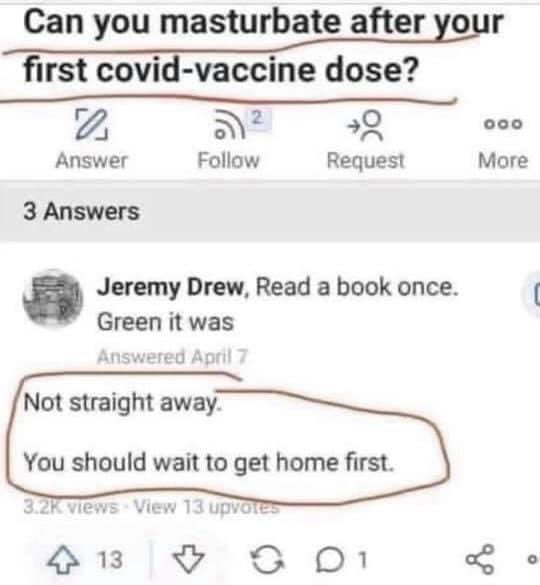 Can you masturbate after your
first covid-vaccine dose?
2
Answer Follow Request More
3 Answers
Jeremy Drew, Read a book once.
Green it was
Answered April 7
Not straight away.
You should wait to get home first.
3.2K views · View 13 upvotes
13 1